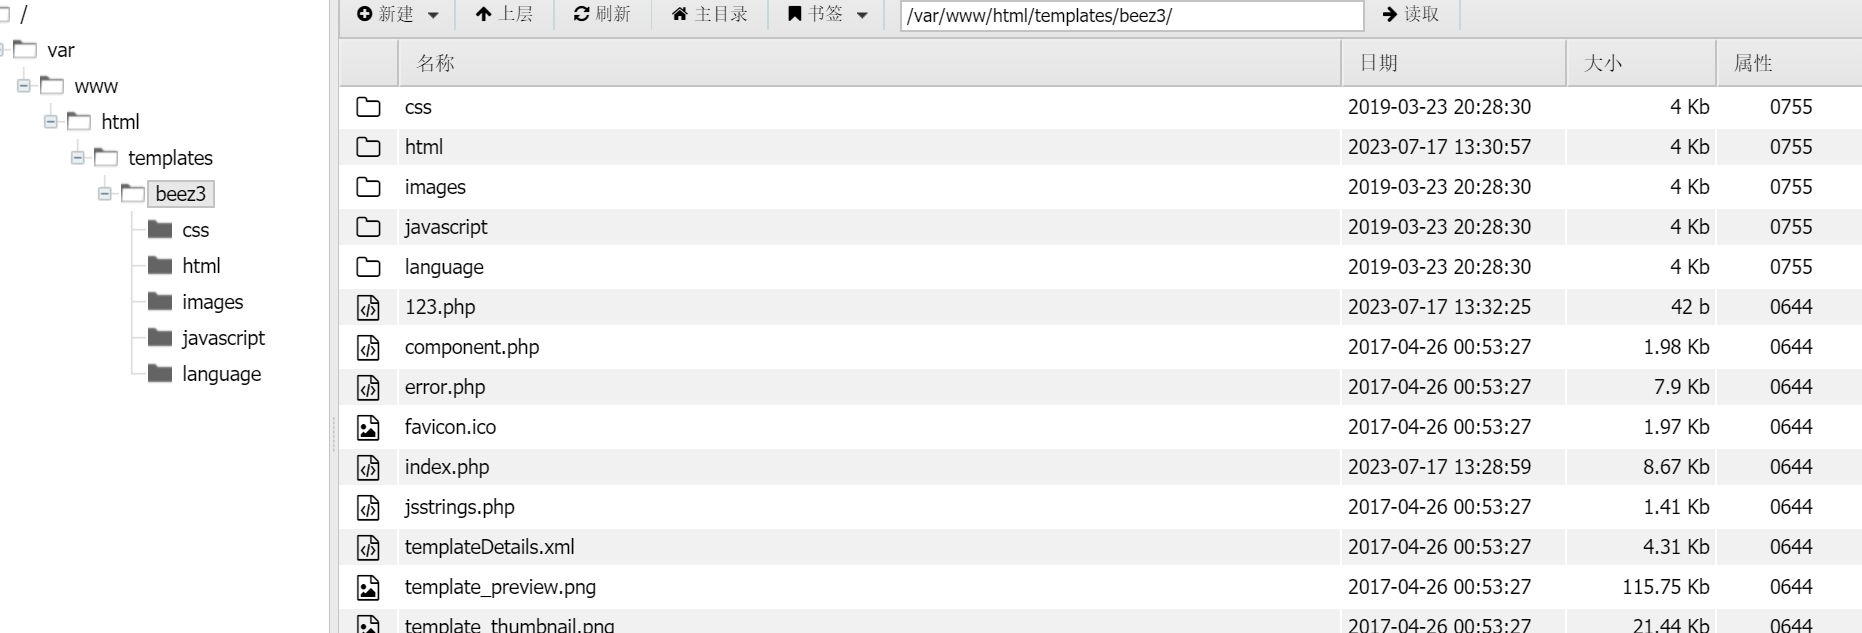 /
var
www
html
templates
beez3
css
html
images
javascript
language
新建 上层 刷新 主目录 书签 /var/www/html/templates/beez3/ 读取
名称 日期 大小 属性
css 2019-03-23 20:28:30 4 Kb 0755
html 2023-07-17 13:30:57 4 Kb 0755
images 2019-03-23 20:28:30 4 Kb 0755
javascript 2019-03-23 20:28:30 4 Kb 0755
language 2019-03-23 20:28:30 4 Kb 0755
123.php 2023-07-17 13:32:25 42 b 0644
component.php 2017-04-26 00:53:27 1.98 Kb 0644
error.php 2017-04-26 00:53:27 7.9 Kb 0644
favicon.ico 2017-04-26 00:53:27 1.97 Kb 0644
index.php 2023-07-17 13:28:59 8.67 Kb 0644
jsstrings.php 2017-04-26 00:53:27 1.41 Kb 0644
templateDetails.xml 2017-04-26 00:53:27 4.31 Kb 0644
template_preview.png 2017-04-26 00:53:27 115.75 Kb 0644
template_thumbnail.png 2017-04-26 00:53:27 21.44 Kb 0644